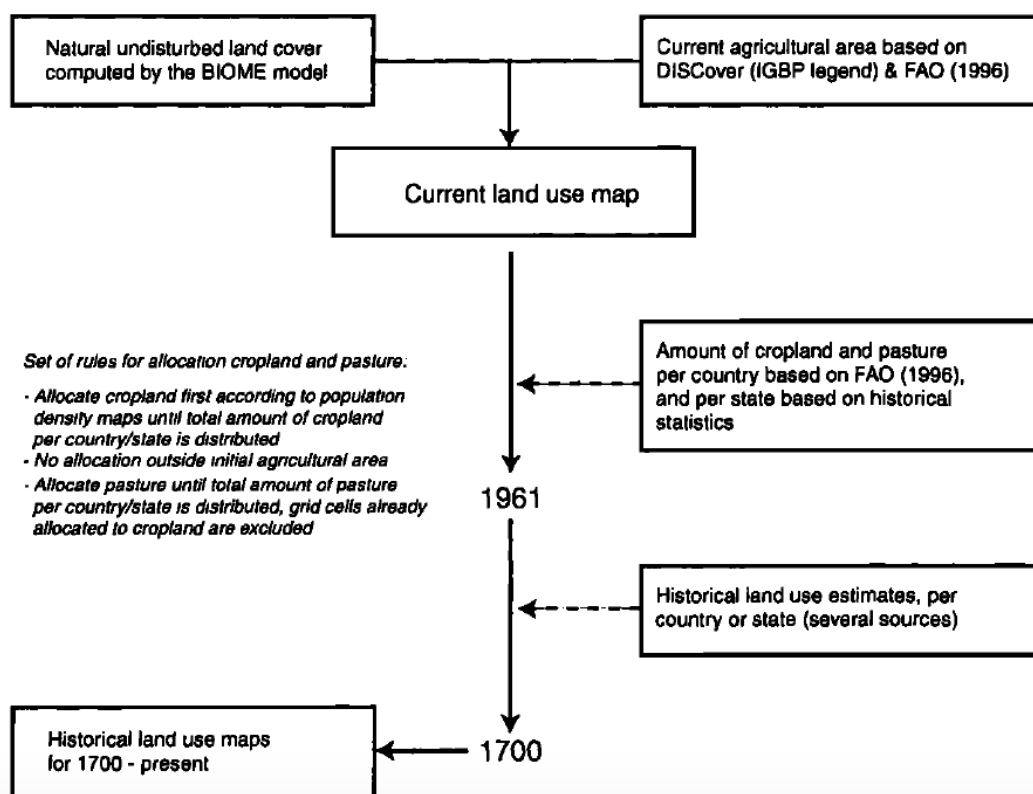 Natural undisturbed land cover
computed by the BIOME model
Current agricultural area based on
DISCover (IGBP legend) & FAO (1996)
Current land use map
Amount of cropland and pasture
per country based on FAO (1996),
and per state based on historical
statistics
Set of rules for allocation cropland and pasture:
- Allocate cropland first according to population
density maps until total amount of cropland
per country/state is distributed
- No allocation outside initial agricultural area
- Allocate pasture until total amount of pasture
per country/state is distributed, grid cells already
allocated to cropland are excluded
1961
Historical land use estimates, per
country or state (several sources)
1700
Historical land use maps
for 1700 - present